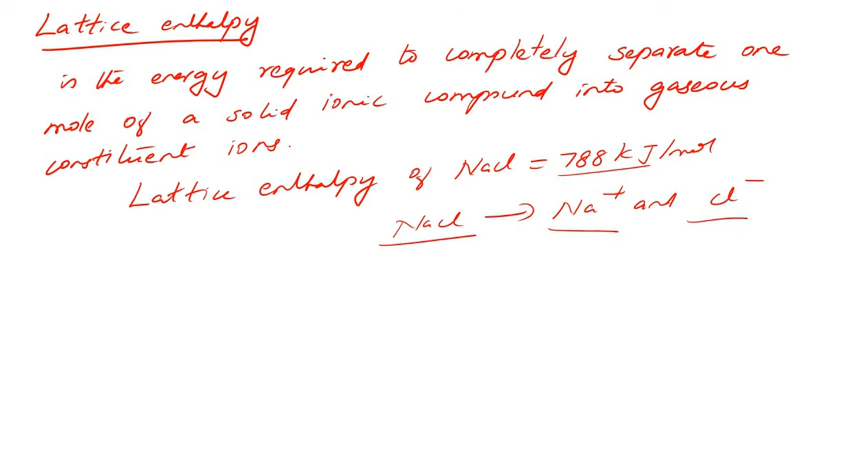 Lattice enthalpy
is the energy required to completely separate one
mole of a solid ionic compound into gaseous
constituent ions.
Lattice enthalpy of NaCl = 788 kJ/mol
NaCl → Na⁺ and Cl⁻